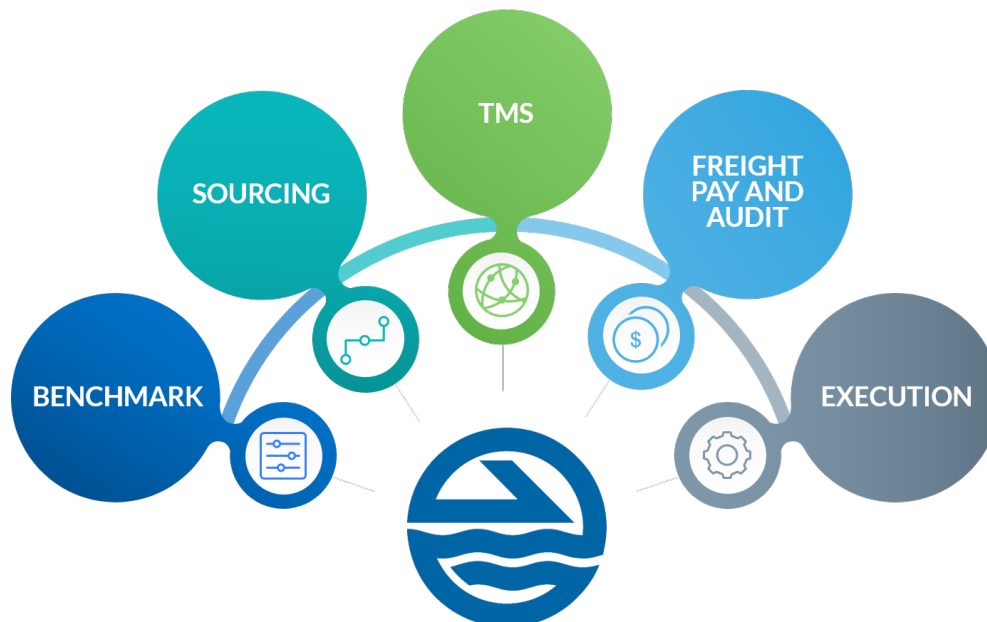 TMS
SOURCING
FREIGHT
PAY AND
AUDIT
BENCHMARK
EXECUTION
$